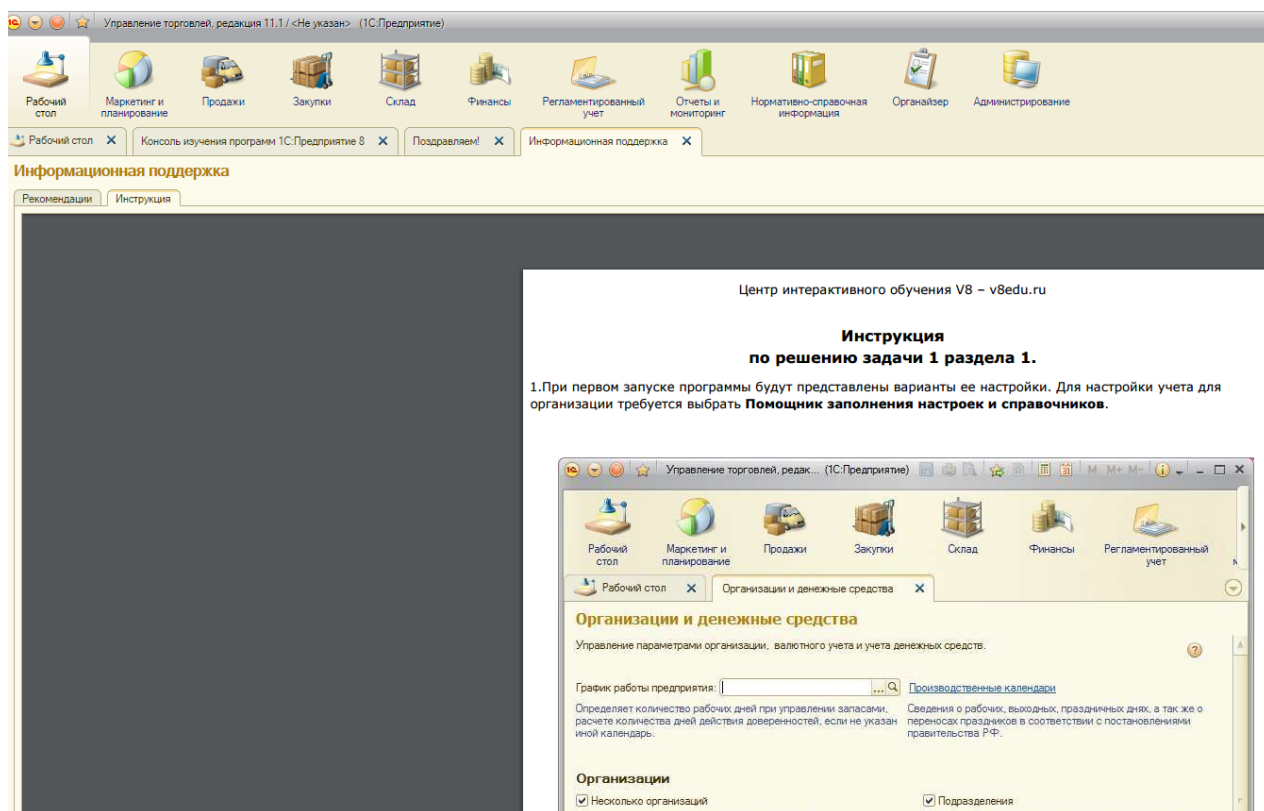 Управление торговлей, редакция 11.1 / <Не указан> (1С:Предприятие)
Рабочий стол
Маркетинг и планирование
Продажи
Закупки
Склад
Финансы
Регламентированный учет
Отчеты и мониторинг
Нормативно-справочная информация
Органайзер
Администрирование
Рабочий стол
Консоль изучения программ 1С:Предприятие 8
Поздравляем!
Информационная поддержка
Информационная поддержка
Рекомендации
Инструкция
Центр интерактивного обучения V8 – v8edu.ru
Инструкция
по решению задачи 1 раздела 1.
1.При первом запуске программы будут представлены варианты ее настройки. Для настройки учета для
организации требуется выбрать Помощник заполнения настроек и справочников.
Управление торговлей, редак... (1С:Предприятие)
M M+ M-
Рабочий стол
Маркетинг и планирование
Продажи
Закупки
Склад
Финансы
Регламентированный учет
Рабочий стол
Организации и денежные средства
Организации и денежные средства
Управление параметрами организации, валютного учета и учета денежных средств.
График работы предприятия:
...
Производственные календари
Определяет количество рабочих дней при управлении запасами,
расчете количества дней действия доверенностей, если не указан
иной календарь.
Сведения о рабочих, выходных, праздничных днях, а так же о
переносах праздников в соответствии с постановлениями
правительства РФ.
Организации
Несколько организаций
Подразделения